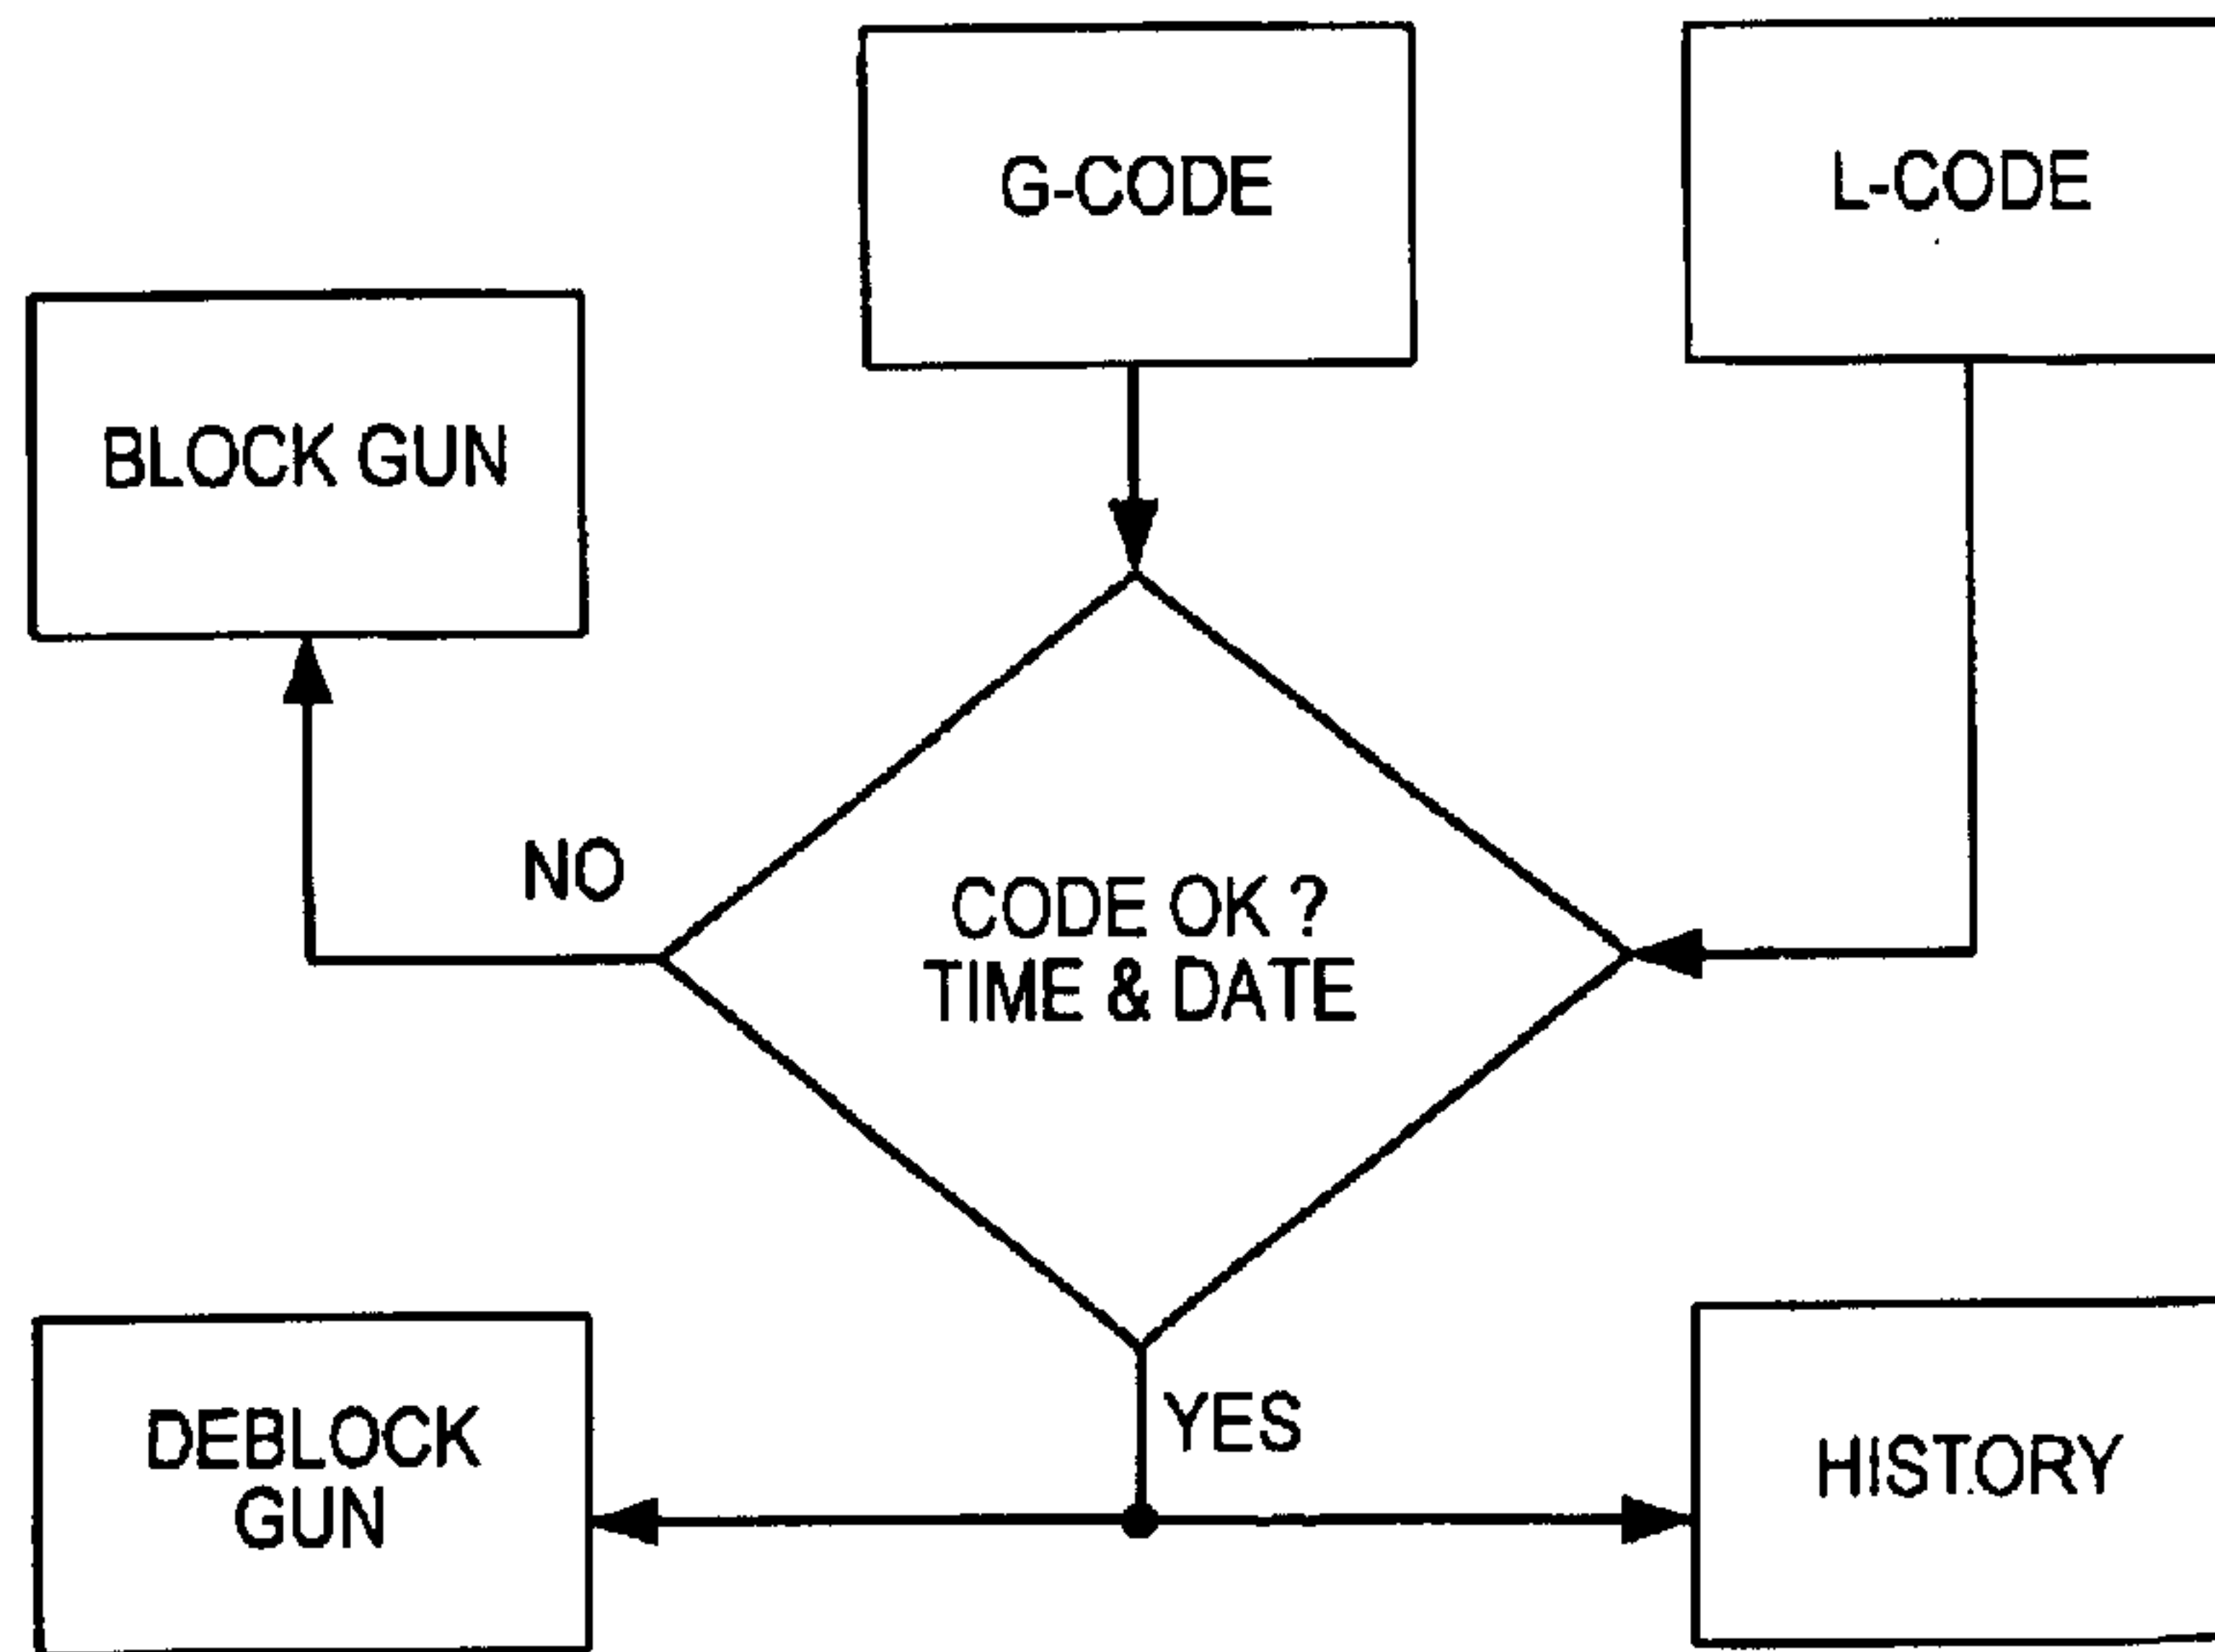 G-CODE
L-CODE
BLOCK GUN
NO
CODE OK ?
TIME & DATE
YES
DEBLOCK
GUN
HISTORY